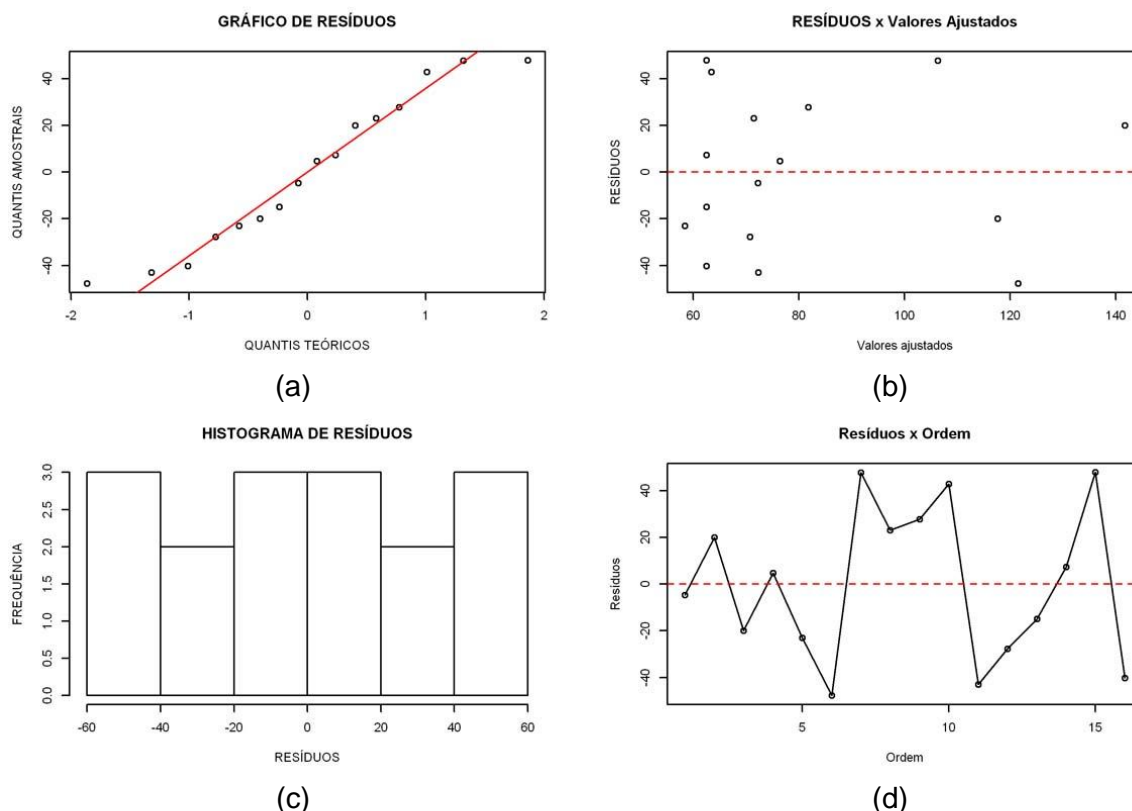 GRÁFICO DE RESÍDUOS
QUANTIS AMOSTRAIS
40
20
0
-20
-40
-2
-1
0
1
2
QUANTIS TEÓRICOS
(a)
RESÍDUOS x Valores Ajustados
RESÍDUOS
40
20
0
-20
-40
60
80
100
120
140
Valores ajustados
(b)
HISTOGRAMA DE RESÍDUOS
FREQUÊNCIA
3.0
2.5
2.0
1.5
1.0
0.5
0.0
-60
-40
-20
0
20
40
60
RESÍDUOS
(c)
Resíduos x Ordem
Resíduos
40
20
0
-20
-40
5
10
15
Ordem
(d)